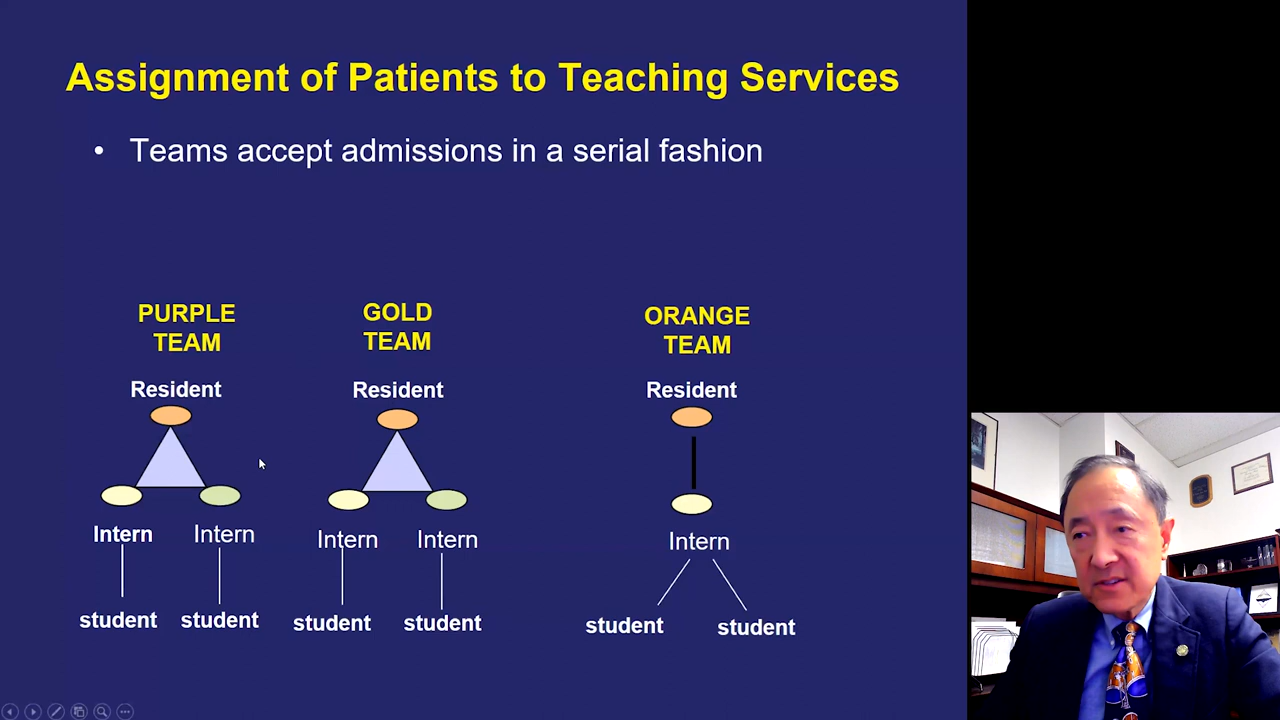 Assignment of Patients to Teaching Services
• Teams accept admissions in a serial fashion
PURPLE
TEAM
Resident
Intern Intern
student student
GOLD
TEAM
Resident
Intern Intern
student student
ORANGE
TEAM
Resident
Intern
student student